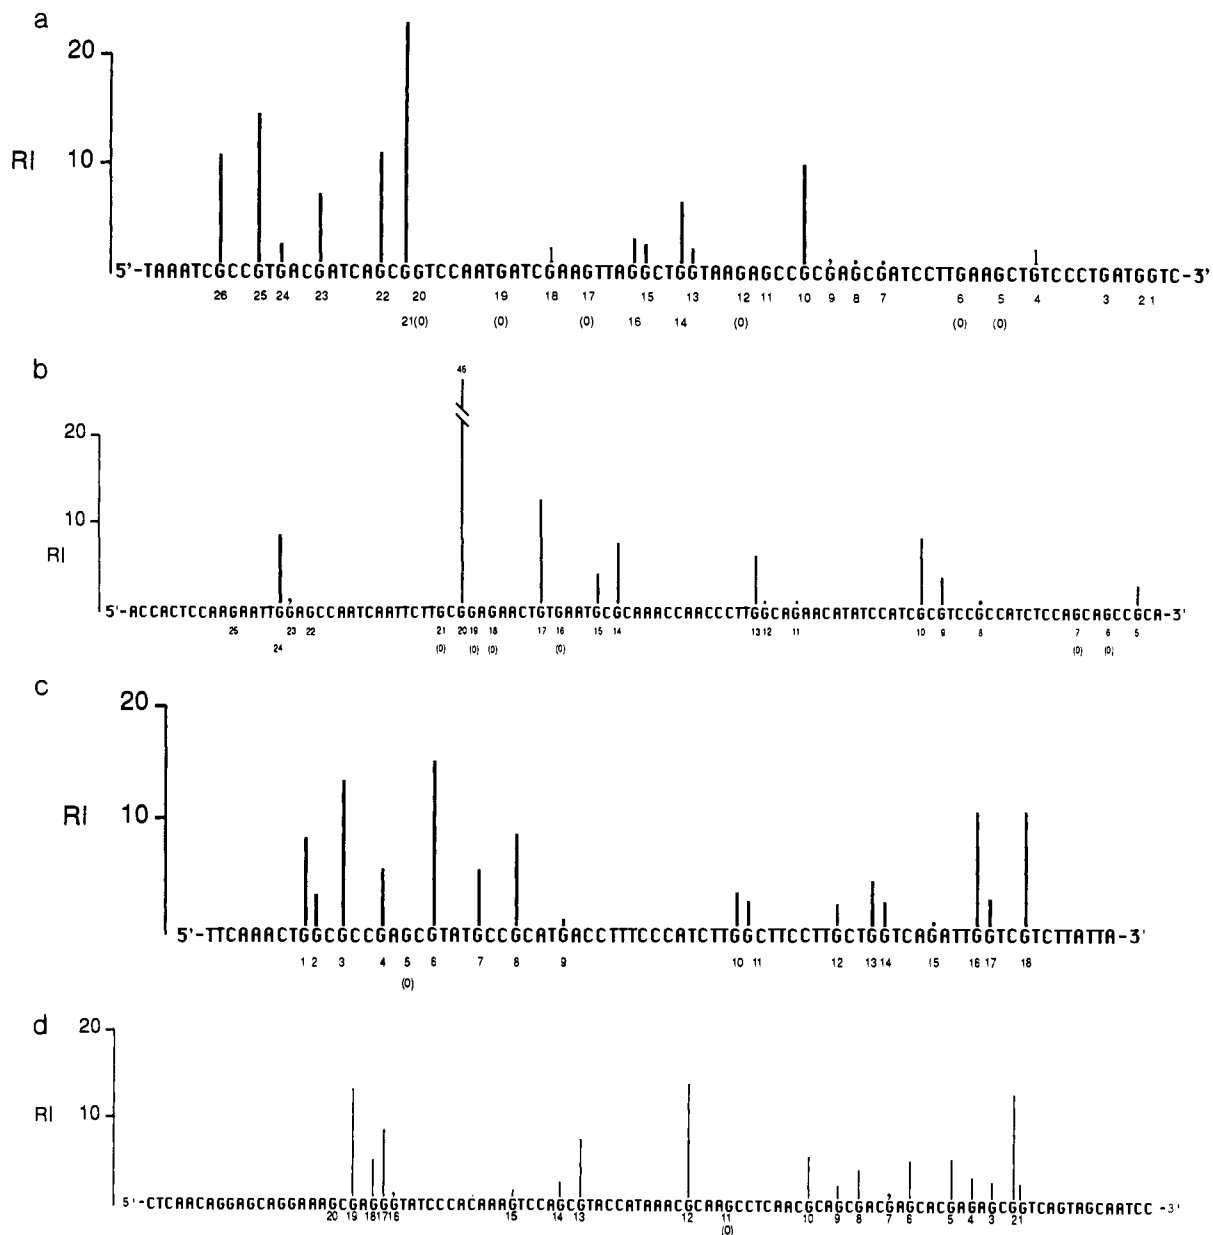 a
20
10
RI
5'-TAAATCGCCGTGACGATCAGCGGTCCAATGATCGAAGTTAGGCTGGTAAGAGCCGCGAGCGATCCTTGAAGCTGTCCCTGATGGTC-3'
26 25 24 23 22 20 19 18 17 15 13 12 11 10 9 8 7 6 5 4 3 2 1
21(0) (0) (0) 16 14 (0) (0) (0)
b
46
20
10
RI
5'-ACCACTCCAAGAATTGGAGCCAATCAATTCTTGCGGAGAACTGTGAATGCGCAAACCAACCCTTGGCAGAACATATCCATCGCGTCCGCCATCTCCAGCAGCCGCA-3'
25 23 22 21 20 19 18 17 16 15 14 13 12 11 10 9 8 7 6 5
24 (0) (0) (0) (0) (0) (0)
c
20
RI 10
5'-TTCAAACTGGCGCCGAGCGTATGCCGCATGACCTTTCCCATCTTGGCTTCCTTGCTGGTCAGATTGGTCGTCTTATTA-3'
1 2 3 4 5 6 7 8 9 10 11 12 13 14 15 16 17 18
(0)
d
20
RI 10
5'-CTCAACAGGAGCAGGAAAGCGAGGGTATCCCACAAAGTCCAGCGTACCATAAACGCAAGCCTCAACGCAGCGACGAGCACGAGAGCGGTCAGTAGCAATCC-3'
20 19 18 17 16 15 14 13 12 11 10 9 8 7 6 5 4 3 2 1
(0)